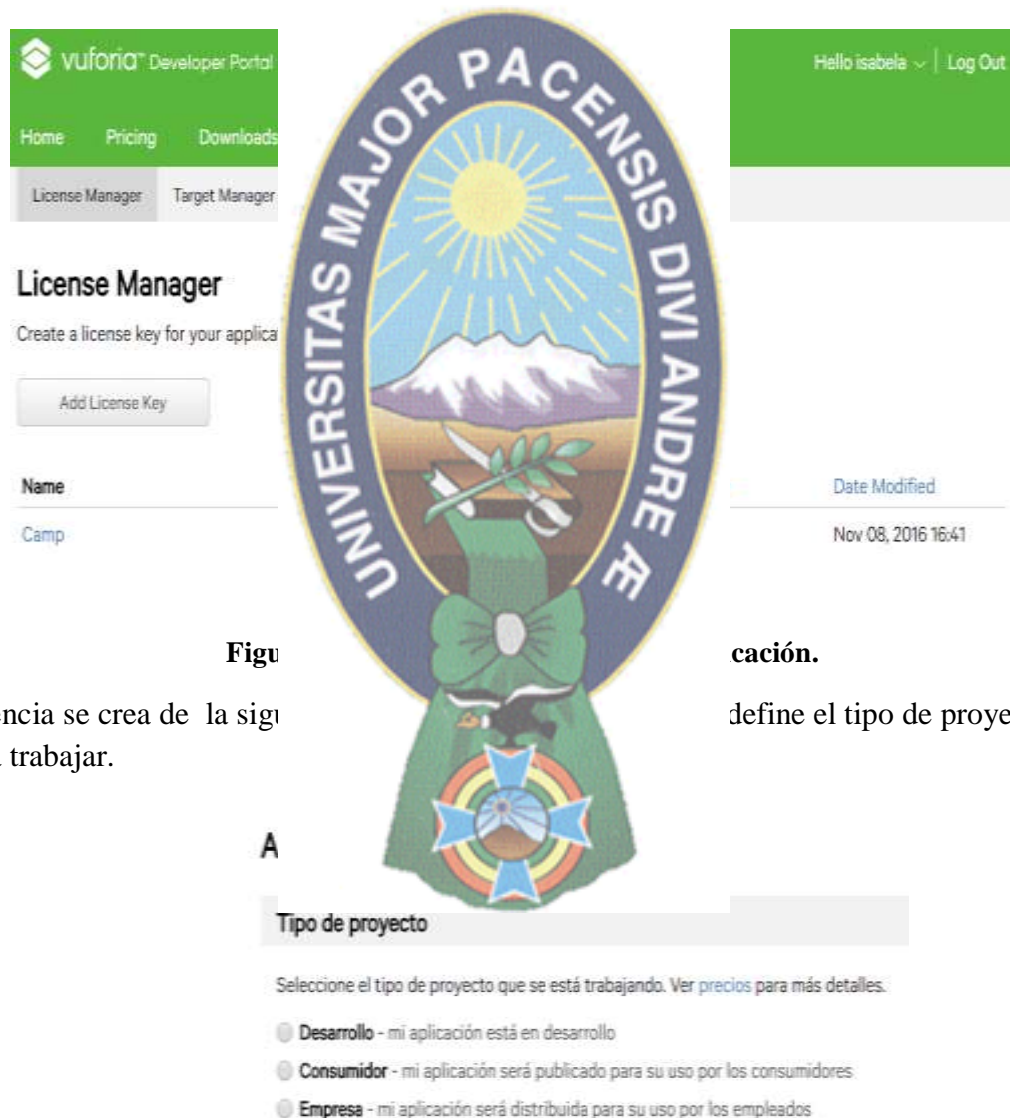 vuforia™ Developer Portal
Hello isabela | Log Out
Home Pricing Downloads
License Manager Target Manager
UNIVERSITAS MAJOR PACENSIS DIVI ANDRE Æ
License Manager
Create a license key for your applica
Add License Key
Name Date Modified
Camp Nov 08, 2016 16:41
Figu cación.
encia se crea de la sigu define el tipo de proye
a trabajar.
A
Tipo de proyecto
Seleccione el tipo de proyecto que se está trabajando. Ver precios para más detalles.
Desarrollo - mi aplicación está en desarrollo
Consumidor - mi aplicación será publicado para su uso por los consumidores
Empresa - mi aplicación será distribuida para su uso por los empleados